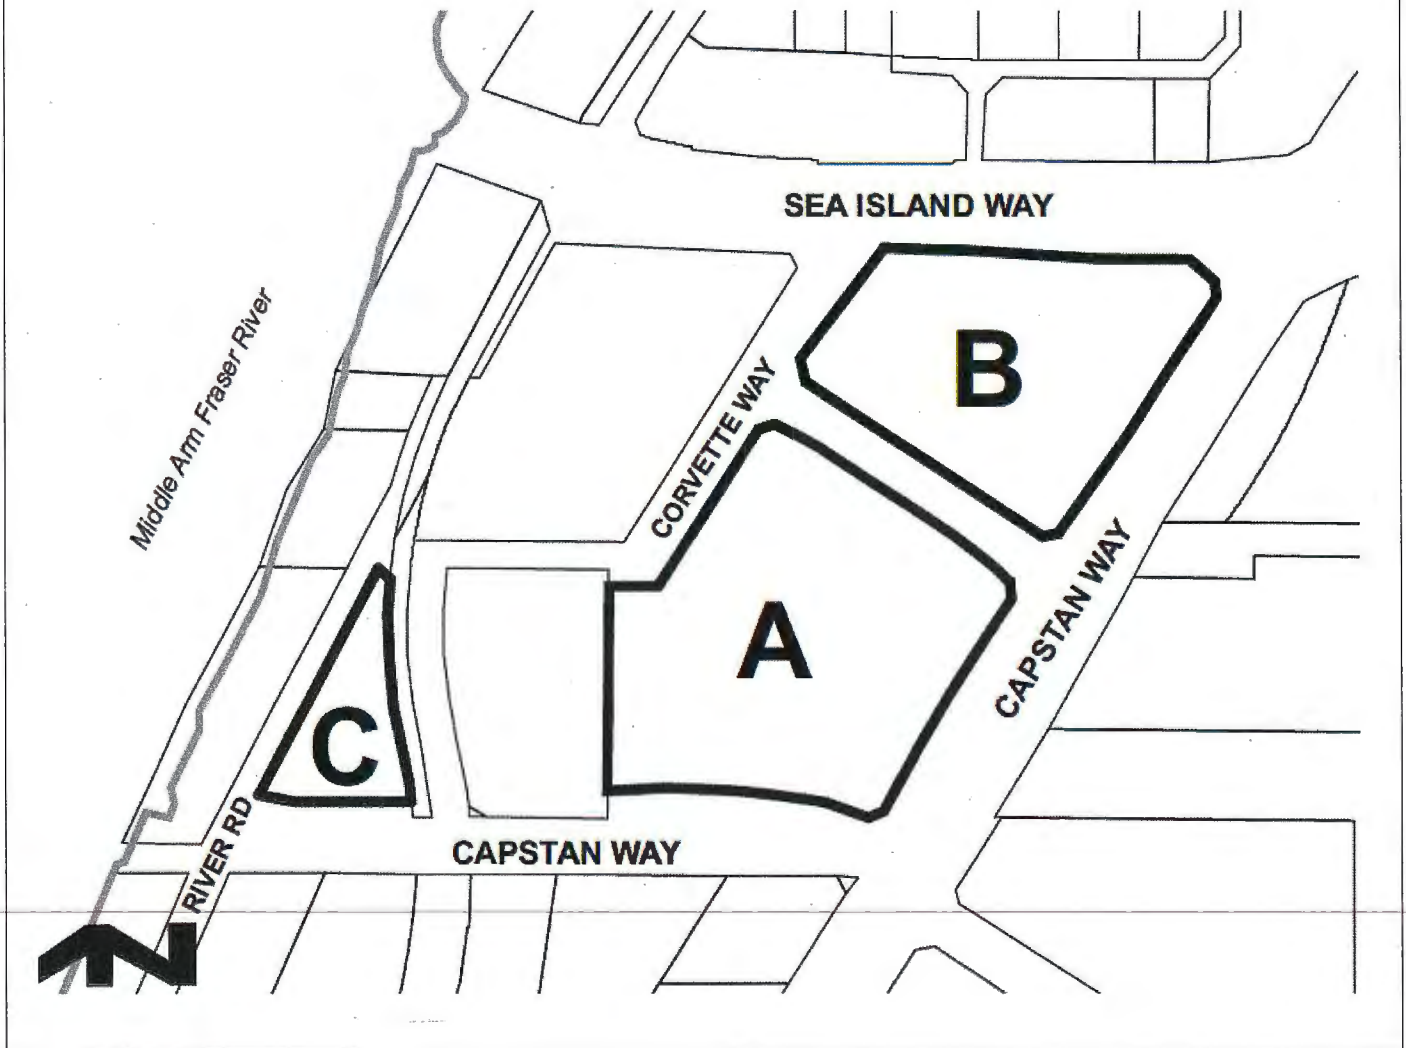 SEA ISLAND WAY
B
Middle Arm Fraser River
CORVETTE WAY
A
CAPSTAN WAY
C
RIVER RD
CAPSTAN WAY
N